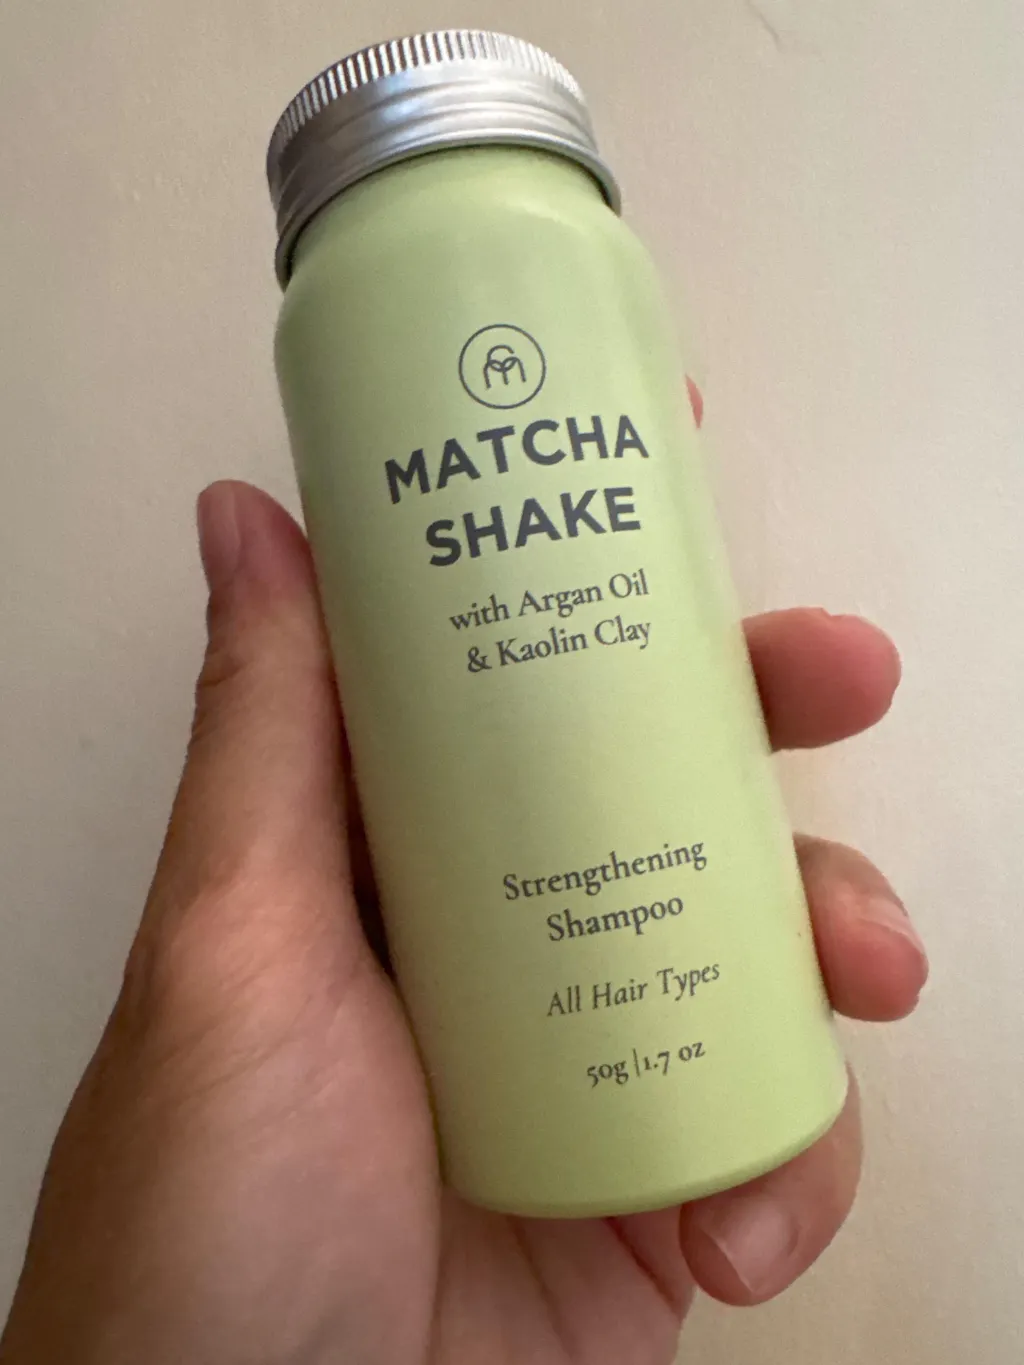 MATCHA
SHAKE
with Argan Oil
& Kaolin Clay
Strengthening
Shampoo
All Hair Types
50g | 1.7 oz